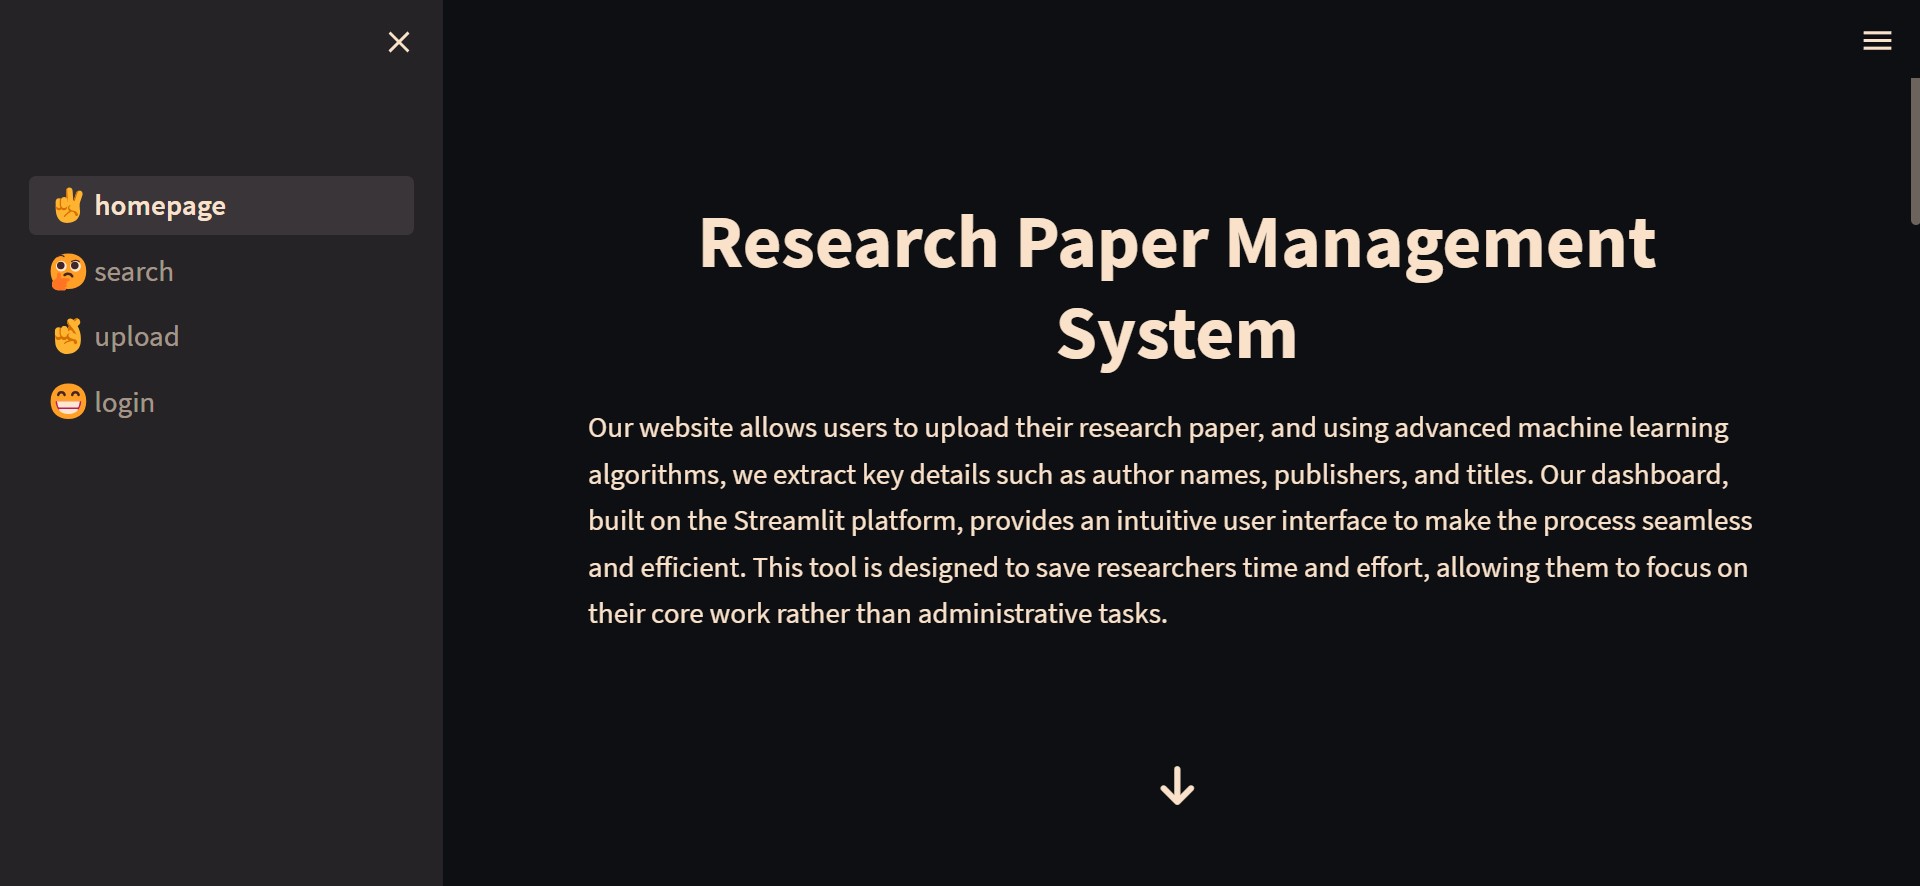 homepage
search
upload
login
Research Paper Management
System
Our website allows users to upload their research paper, and using advanced machine learning
algorithms, we extract key details such as author names, publishers, and titles. Our dashboard,
built on the Streamlit platform, provides an intuitive user interface to make the process seamless
and efficient. This tool is designed to save researchers time and effort, allowing them to focus on
their core work rather than administrative tasks.